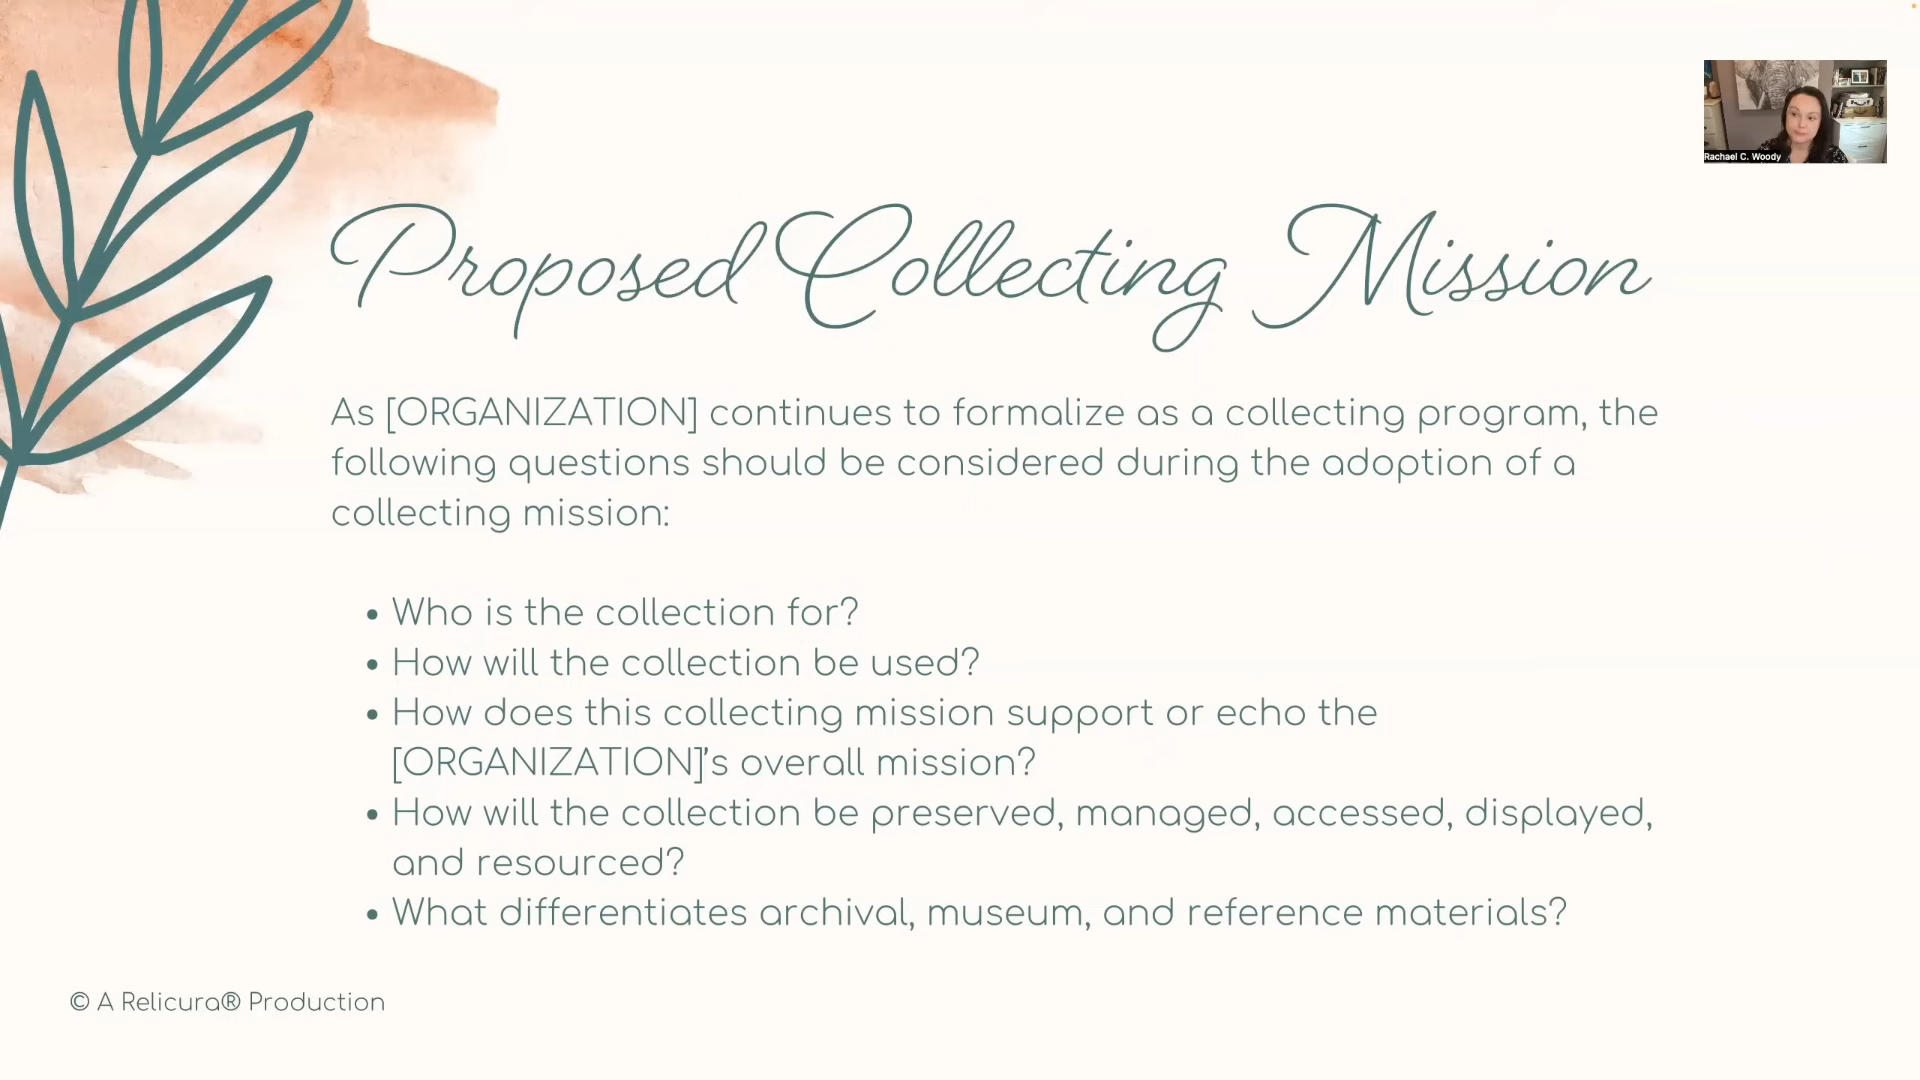 Rachael C. Woody
Proposed Collecting Mission
As [ORGANIZATION] continues to formalize as a collecting program, the
following questions should be considered during the adoption of a
collecting mission:
• Who is the collection for?
• How will the collection be used?
• How does this collecting mission support or echo the
[ORGANIZATION]'s overall mission?
• How will the collection be preserved, managed, accessed, displayed,
and resourced?
• What differentiates archival, museum, and reference materials?
© A Relicura® Production